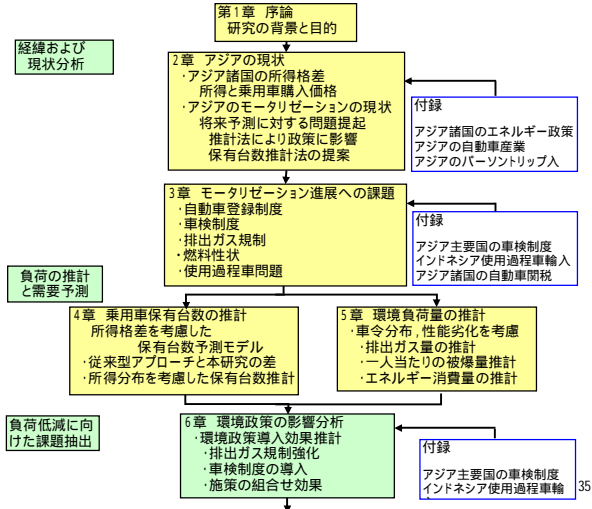 第1章 序論
研究の背景と目的
経緯および
現状分析
2章 アジアの現状
・アジア諸国の所得格差
所得と乗用車購入価格
・アジアのモータリゼーションの現状
将来予測に対する問題提起
推計法により政策に影響
保有台数推計法の提案
付録
アジア諸国のエネルギー政策
アジアの自動車産業
アジアのパーソントリップ入
3章 モータリゼーション進展への課題
・自動車登録制度
・車検制度
・排出ガス規制
・燃料性状
・使用過程車問題
付録
アジア主要国の車検制度
インドネシア使用過程車輸入
アジア諸国の自動車関税
負荷の推計
と需要予測
4章 乗用車保有台数の推計
所得格差を考慮した
保有台数予測モデル
・従来型アプローチと本研究の差
・所得分布を考慮した保有台数推計
5章 環境負荷量の推計
・車令分布,性能劣化を考慮
・排出ガス量の推計
・一人当たりの被爆量推計
・エネルギー消費量の推計
負荷低減に向
けた課題抽出
6章 環境政策の影響分析
・環境政策導入効果推計
・排出ガス規制強化
・車検制度の導入
・施策の組合せ効果
付録
アジア主要国の車検制度
インドネシア使用過程車輸
35